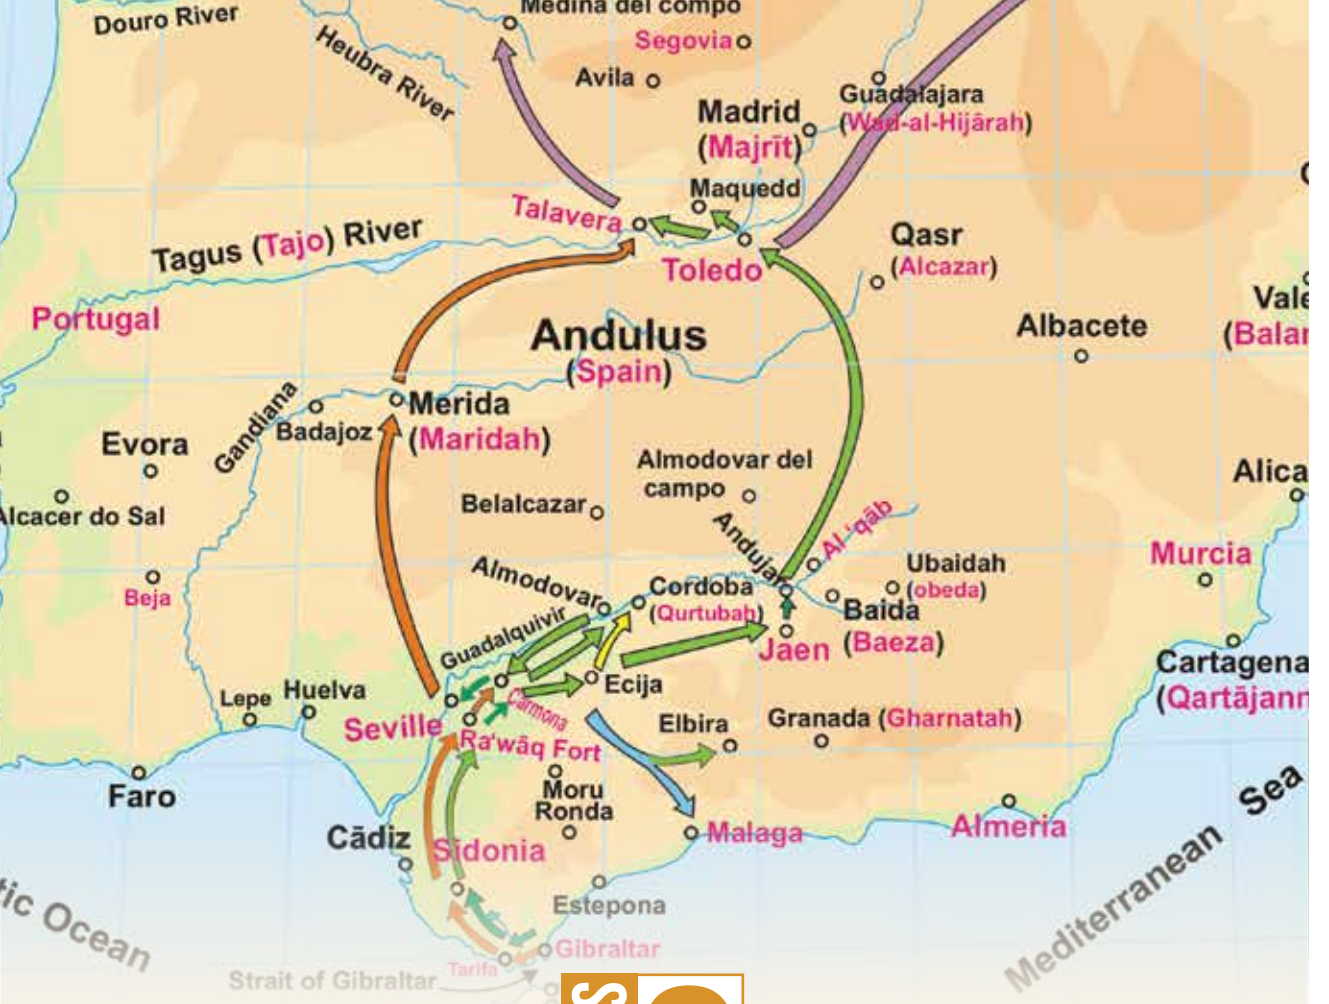 Medina del compo
Douro River
Segovia
Heubra River
Avila
Guadalajara
(Wad-al-Hijârah)
Madrid
(Majrīt)
Maquedd
Talavera
Tagus (Tajo) River
Qasr
(Alcazar)
Toledo
Portugal
Andulus
(Spain)
Albacete
Vale
(Balar
Gandiana
Merida
(Maridah)
Badajoz
Evora
Almodovar del
campo
Alica
Belalcazar
Alcacer do Sal
Andujar
Al 'qāb
Murcia
Almodovar
Ubaidah
(obeda)
Beja
Cordoba
(Qurtubah)
Baida
(Baeza)
Guadalquivir
Jaen
Cartagena
(Qartājann
Ecija
Lepe
Huelva
Carmona
Seville
Elbira
Granada (Gharnatah)
Ra'wāq Fort
Faro
Moru
Ronda
Sea
Cādiz
Malaga
Almeria
Sidonia
Mediterranean
tic Ocean
Estepona
Gibraltar
Tarifa
Strait of Gibraltar